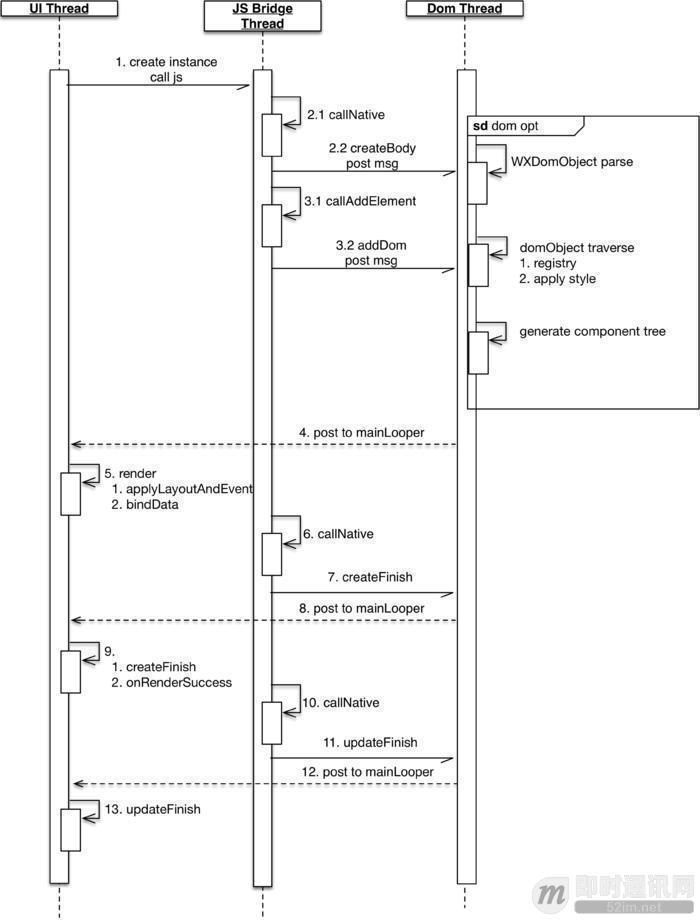 UI Thread
JS Bridge
Thread
Dom Thread
1. create instance
call js
2.1 callNative
sd dom opt
2.2 createBody
post msg
WXDomObject parse
3.1 callAddElement
3.2 addDom
post msg
domObject traverse
1. registry
2. apply style
generate component tree
4. post to mainLooper
5. render
1. applyLayoutAndEvent
2. bindData
6. callNative
7. createFinish
8. post to mainLooper
9.
1. createFinish
2. onRenderSuccess
10. callNative
11. updateFinish
12. post to mainLooper
13. updateFinish
m 即时通讯网
52im.net